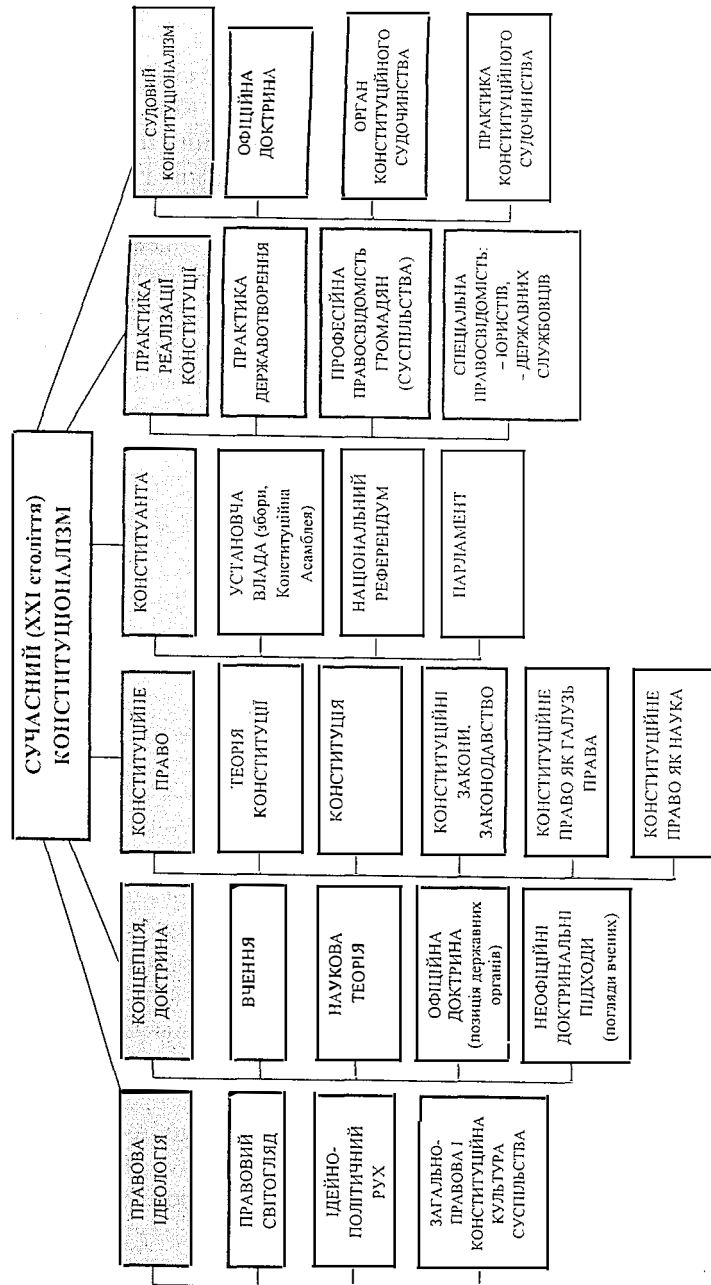 СУЧАСНИЙ (XXI століття)
КОНСТИТУЦІОНАЛІЗМ
ПРАВОВА
ІДЕОЛОГІЯ
ПРАВОВИЙ
СВІТОГЛЯД
ІДЕЙНО-
ПОЛІТИЧНИЙ
РУХ
ЗАГАЛЬНО-
ПРАВОВА І
КОНСТИТУЦІЙНА
КУЛЬТУРА
СУСПІЛЬСТВА
КОНЦЕПЦІЯ,
ДОКТРИНА
ВЧЕННЯ
НАУКОВА
ТЕОРІЯ
ОФІЦІЙНА
ДОКТРИНА
(позиція державних
органів)
НЕОФІЦІЙНІ
ДОКТРИНАЛЬНІ
ПІДХОДИ
(погляди вчених)
КОНСТИТУЦІЙНЕ
ПРАВО
ТЕОРІЯ
КОНСТИТУЦІЇ
КОНСТИТУЦІЯ
КОНСТИТУЦІЙНІ
ЗАКОНИ.
ЗАКОНОДАВСТВО
КОНСТИТУЦІЙНЕ
ПРАВО ЯК ГАЛУЗЬ
ПРАВА
КОНСТИТУЦІЙНЕ
ПРАВО ЯК НАУКА
КОНСТИТУАНТА
УСТАНОВЧА
ВЛАДА (збори,
Конституційна
Асамблея)
НАЦІОНАЛЬНИЙ
РЕФЕРЕНДУМ
ПАРЛАМЕНТ
ПРАКТИКА
РЕАЛІЗАЦІЇ
КОНСТИТУЦІЇ
ПРАКТИКА
ДЕРЖАВОТВОРЕННЯ
ПРОФЕСІЙНА
ПРАВОСВІДОМІСТЬ
ГРОМАДЯН
(СУСПІЛЬСТВА)
СПЕЦІАЛЬНА
ПРАВОСВІДОМІСТЬ:
– ЮРИСТІВ,
– ДЕРЖАВНИХ
СЛУЖБОВЦІВ
СУДОВИЙ
КОНСТИТУЦІОНАЛІЗМ
ОФІЦІЙНА
ДОКТРИНА
ОРГАН
КОНСТИТУЦІЙНОГО
СУДОЧИНСТВА
ПРАКТИКА
КОНСТИТУЦІЙНОГО
СУДОЧИНСТВА